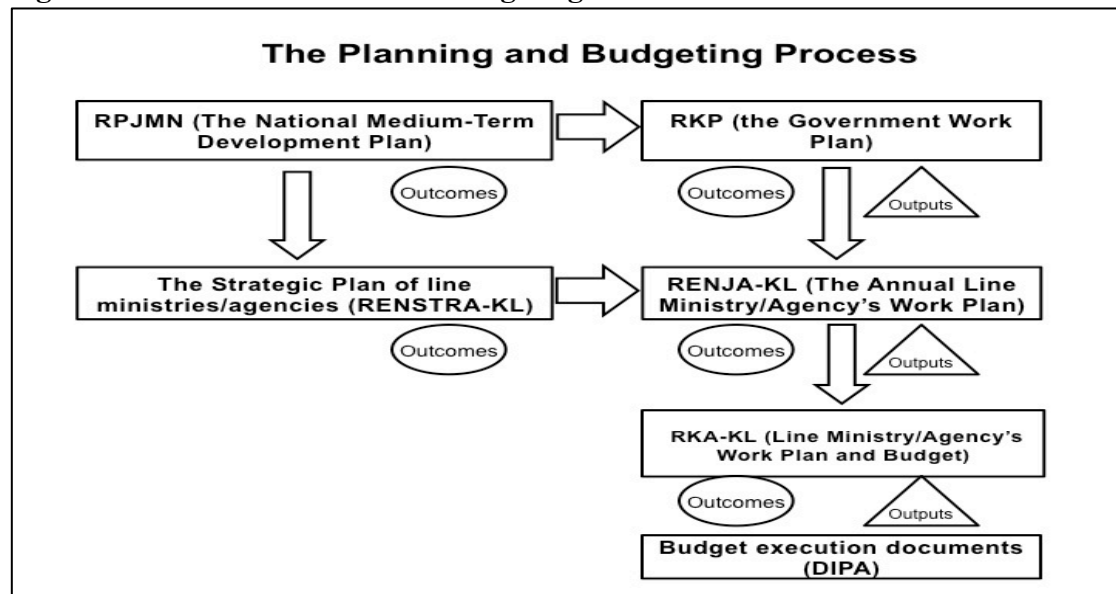 The Planning and Budgeting Process
RPJMN (The National Medium-Term
Development Plan)
RKP (the Government Work
Plan)
Outcomes
Outcomes
Outputs
The Strategic Plan of line
ministries/agencies (RENSTRA-KL)
RENJA-KL (The Annual Line
Ministry/Agency's Work Plan)
Outcomes
Outcomes
Outputs
RKA-KL (Line Ministry/Agency's
Work Plan and Budget)
Outcomes
Outputs
Budget execution documents
(DIPA)